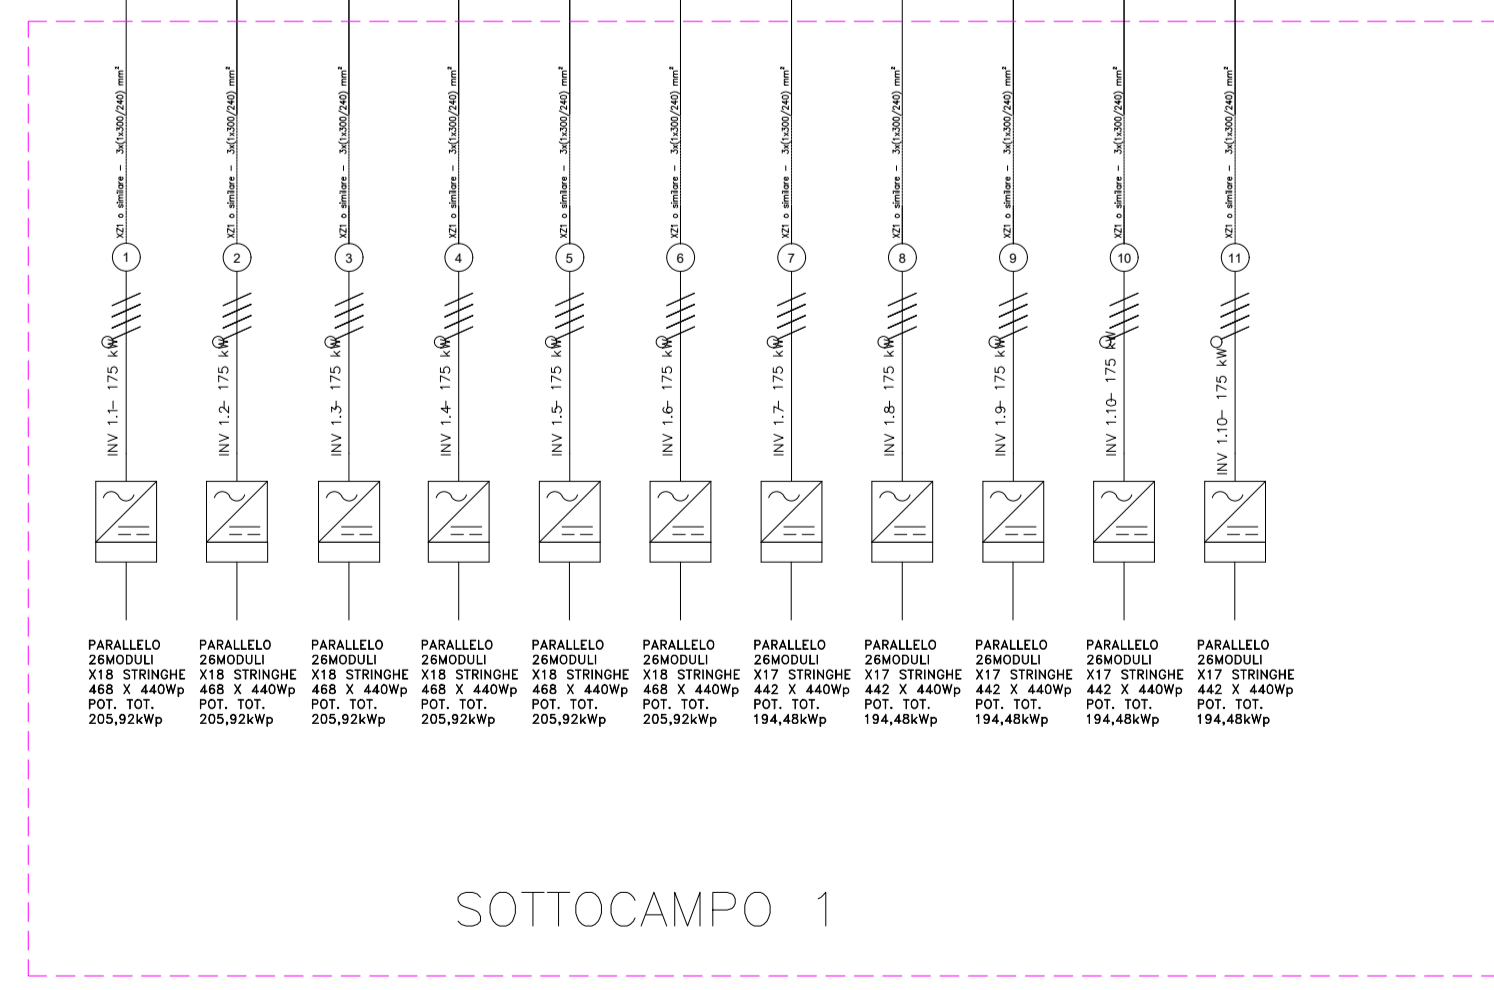 XZ1 o similare - 3x(1x300/240) mm²
XZ1 o similare - 3x(1x300/240) mm²
XZ1 o similare - 3x(1x300/240) mm²
XZ1 o similare - 3x(1x300/240) mm²
XZ1 o similare - 3x(1x300/240) mm²
XZ1 o similare - 3x(1x300/240) mm²
XZ1 o similare - 3x(1x300/240) mm²
XZ1 o similare - 3x(1x300/240) mm²
XZ1 o similare - 3x(1x300/240) mm²
XZ1 o similare - 3x(1x300/240) mm²
XZ1 o similare - 3x(1x300/240) mm²
1 2 3 4 5 6 7 8 9 10 11
INV 1.1- 175 kW
INV 1.2- 175 kW
INV 1.3- 175 kW
INV 1.4- 175 kW
INV 1.5- 175 kW
INV 1.6- 175 kW
INV 1.7- 175 kW
INV 1.8- 175 kW
INV 1.9- 175 kW
INV 1.10- 175 kW
INV 1.10- 175 kW
PARALLELO
26MODULI
X18 STRINGHE
468 X 440Wp
POT. TOT.
205,92kWp
PARALLELO
26MODULI
X18 STRINGHE
468 X 440Wp
POT. TOT.
205,92kWp
PARALLELO
26MODULI
X18 STRINGHE
468 X 440Wp
POT. TOT.
205,92kWp
PARALLELO
26MODULI
X18 STRINGHE
468 X 440Wp
POT. TOT.
205,92kWp
PARALLELO
26MODULI
X18 STRINGHE
468 X 440Wp
POT. TOT.
205,92kWp
PARALLELO
26MODULI
X18 STRINGHE
468 X 440Wp
POT. TOT.
205,92kWp
PARALLELO
26MODULI
X17 STRINGHE
442 X 440Wp
POT. TOT.
194,48kWp
PARALLELO
26MODULI
X17 STRINGHE
442 X 440Wp
POT. TOT.
194,48kWp
PARALLELO
26MODULI
X17 STRINGHE
442 X 440Wp
POT. TOT.
194,48kWp
PARALLELO
26MODULI
X17 STRINGHE
442 X 440Wp
POT. TOT.
194,48kWp
PARALLELO
26MODULI
X17 STRINGHE
442 X 440Wp
POT. TOT.
194,48kWp
SOTTOCAMPO 1